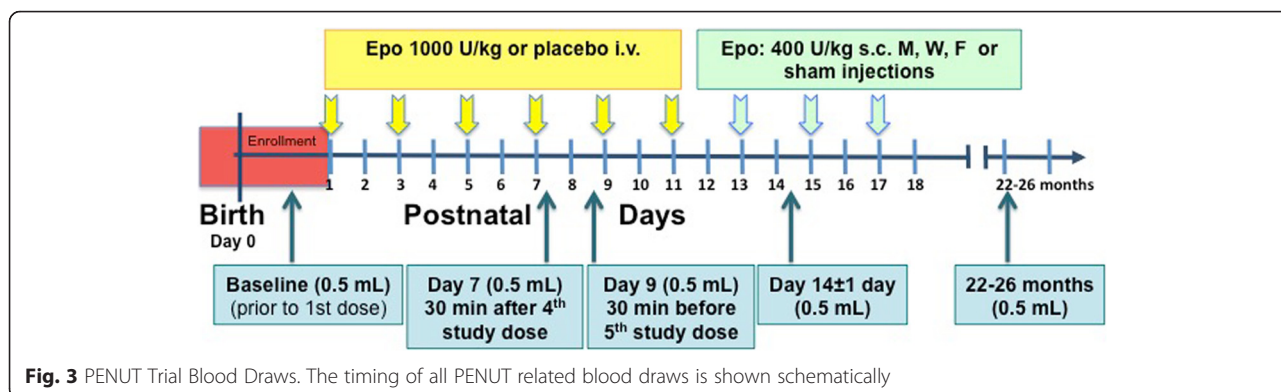 Epo 1000 U/kg or placebo i.v.
Epo: 400 U/kg s.c. M, W, F or
sham injections
Enrollment
1 2 3 4 5 6 7 8 9 10 11 12 13 14 15 16 17 18 22-26 months
Birth Postnatal Days
Day 0
Baseline (0.5 mL)
(prior to 1st dose)
Day 7 (0.5 mL)
30 min after 4th
study dose
Day 9 (0.5 mL)
30 min before
5th study dose
Day 14±1 day
(0.5 mL)
22-26 months
(0.5 mL)
Fig. 3 PENUT Trial Blood Draws. The timing of all PENUT related blood draws is shown schematically